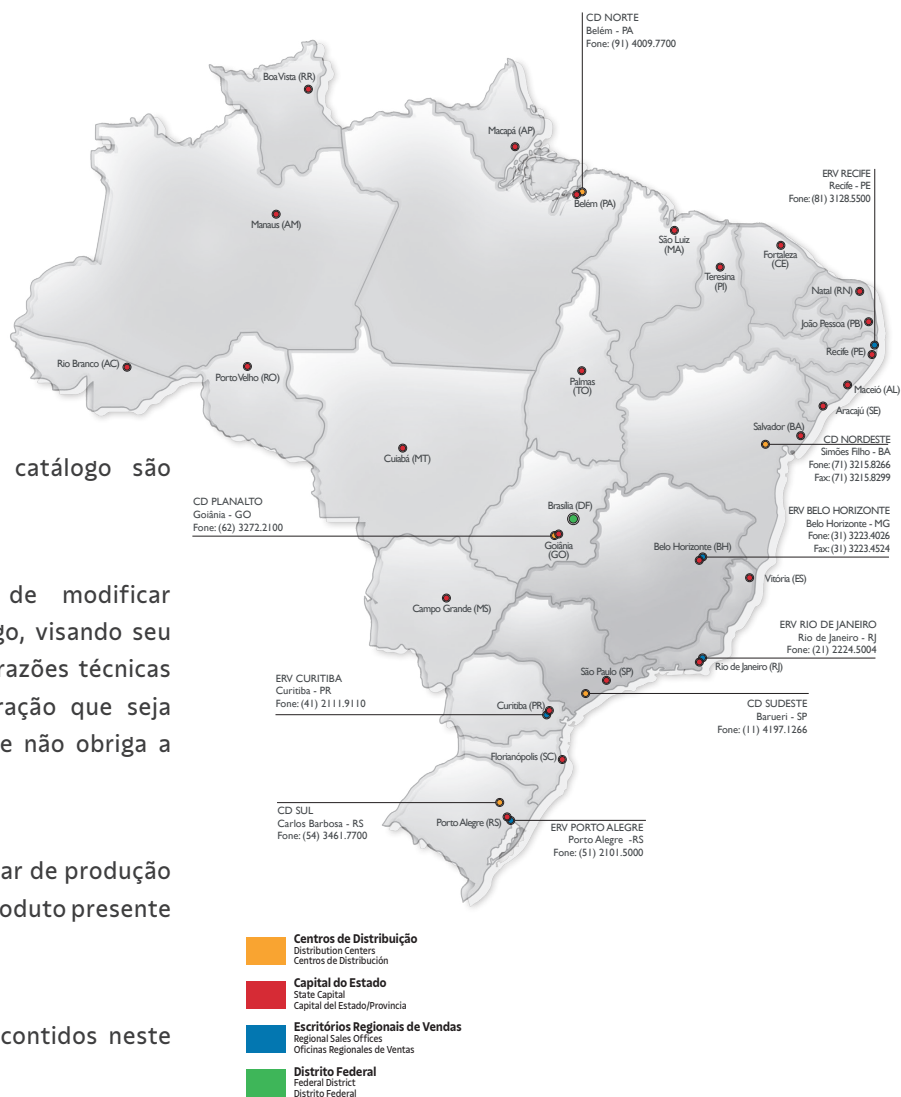 CD NORTE
Belém - PA
Fone: (91) 4009.7700
Boa Vista (RR)
Macapá (AP)
ERV RECIFE
Recife - PE
Fone: (81) 3128.5500
Belém (PA)
Manaus (AM)
São Luiz
(MA)
Fortaleza
(CE)
Teresina
(PI)
Natal (RN)
João Pessoa (PB)
Recife (PE)
Rio Branco (AC)
Porto Velho (RO)
Palmas
(TO)
Maceió (AL)
Aracajú (SE)
Salvador (BA)
CD NORDESTE
Simões Filho - BA
Fone: (71) 3215.8266
Fax: (71) 3215.8299
Cuiabá (MT)
catálogo são
CD PLANALTO
Goiânia - GO
Fone: (62) 3272.2100
Brasília (DF)
Goiânia
(GO)
ERV BELO HORIZONTE
Belo Horizonte - MG
Fone: (31) 3223.4026
Fax: (31) 3223.4524
Belo Horizonte (BH)
Vitória (ES)
de modificar
go, visando seu
razões técnicas
ração que seja
e não obriga a
Campo Grande (MS)
ERV RIO DE JANEIRO
Rio de Janeiro - RJ
Fone: (21) 2224.5004
Rio de Janeiro (RJ)
São Paulo (SP)
ERV CURITIBA
Curitiba - PR
Fone: (41) 2111.9110
Curitiba (PR)
CD SUDESTE
Barueri - SP
Fone: (11) 4197.1266
Florianópolis (SC)
CD SUL
Carlos Barbosa - RS
Fone: (54) 3461.7700
Porto Alegre (RS)
ERV PORTO ALEGRE
Porto Alegre -RS
Fone: (51) 2101.5000
ar de produção
oduto presente
contidos neste
Centros de Distribuição
Distribution Centers
Centros de Distribución
Capital do Estado
State Capital
Capital del Estado/Provincia
Escritórios Regionais de Vendas
Regional Sales Offices
Oficinas Regionales de Ventas
Distrito Federal
Federal District
Distrito Federal